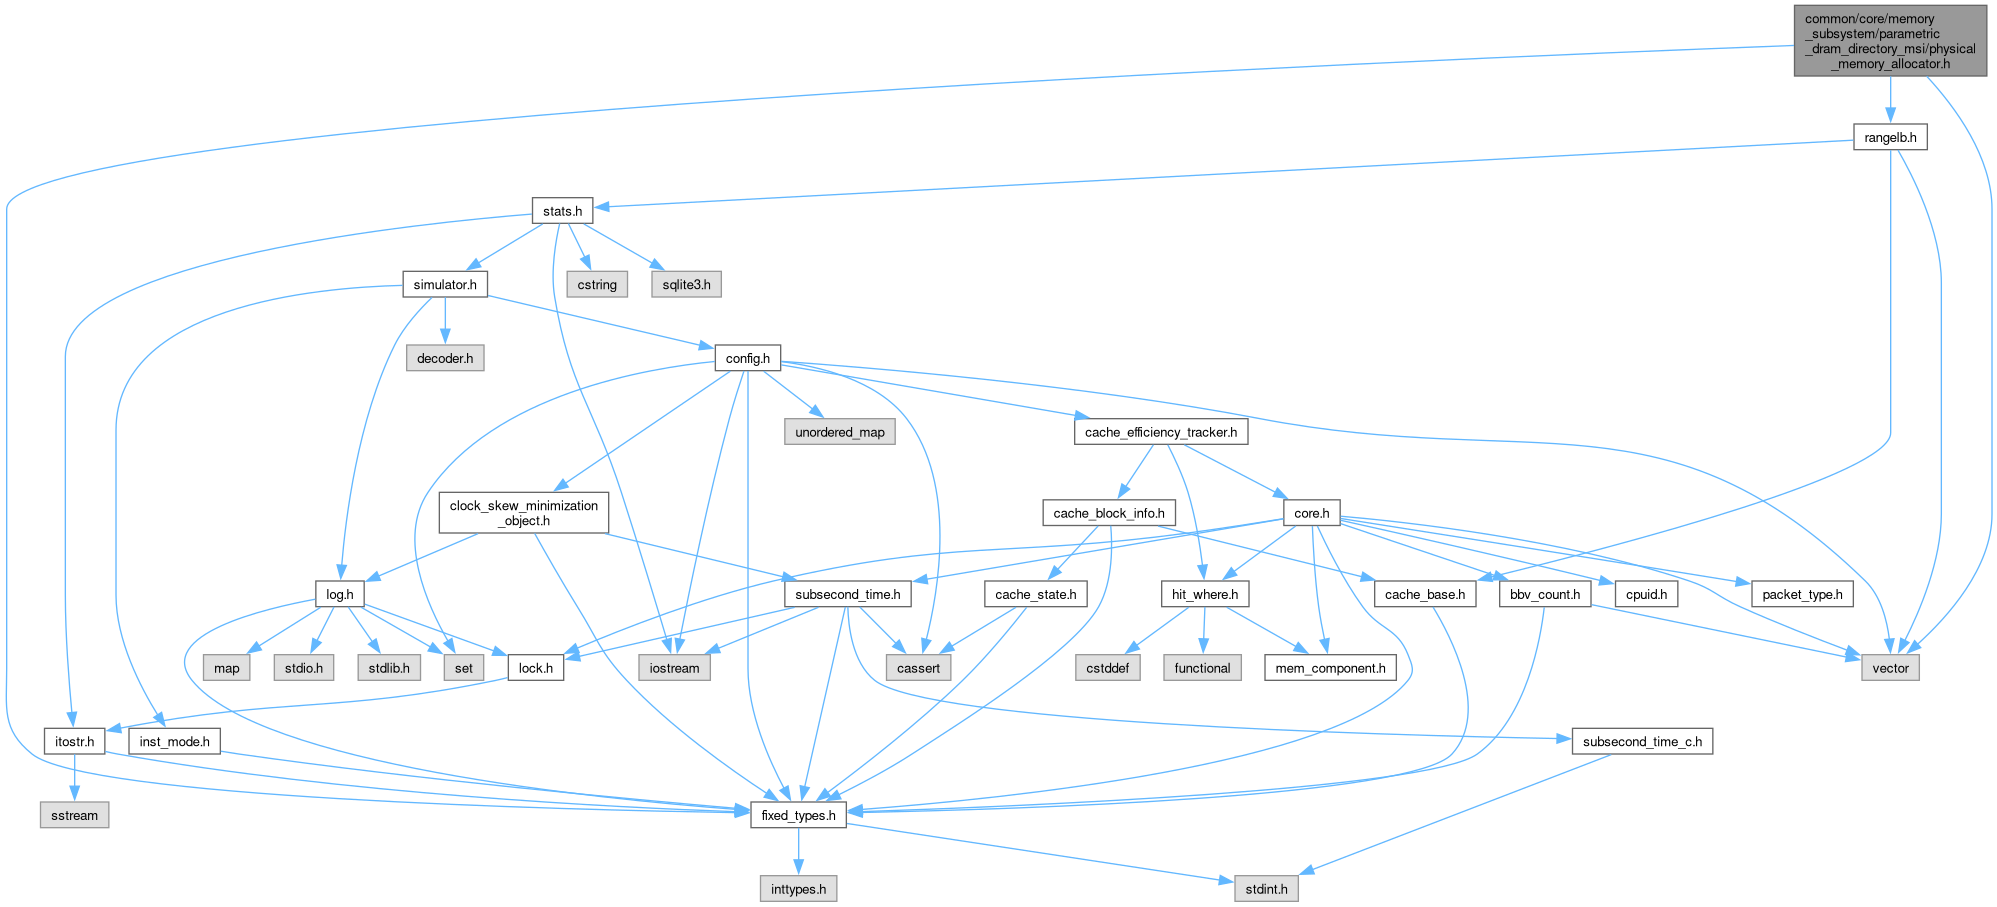 common/core/memory
_subsystem/parametric
_dram_directory_msi/physical
_memory_allocator.h
rangelb.h
stats.h
simulator.h
cstring
sqlite3.h
decoder.h
config.h
unordered_map
cache_efficiency_tracker.h
clock_skew_minimization
_object.h
cache_block_info.h
core.h
log.h
subsecond_time.h
cache_state.h
hit_where.h
cache_base.h
bbv_count.h
cpuid.h
packet_type.h
map
stdio.h
stdlib.h
set
lock.h
iostream
cassert
cstddef
functional
mem_component.h
vector
itostr.h
inst_mode.h
subsecond_time_c.h
sstream
fixed_types.h
inttypes.h
stdint.h